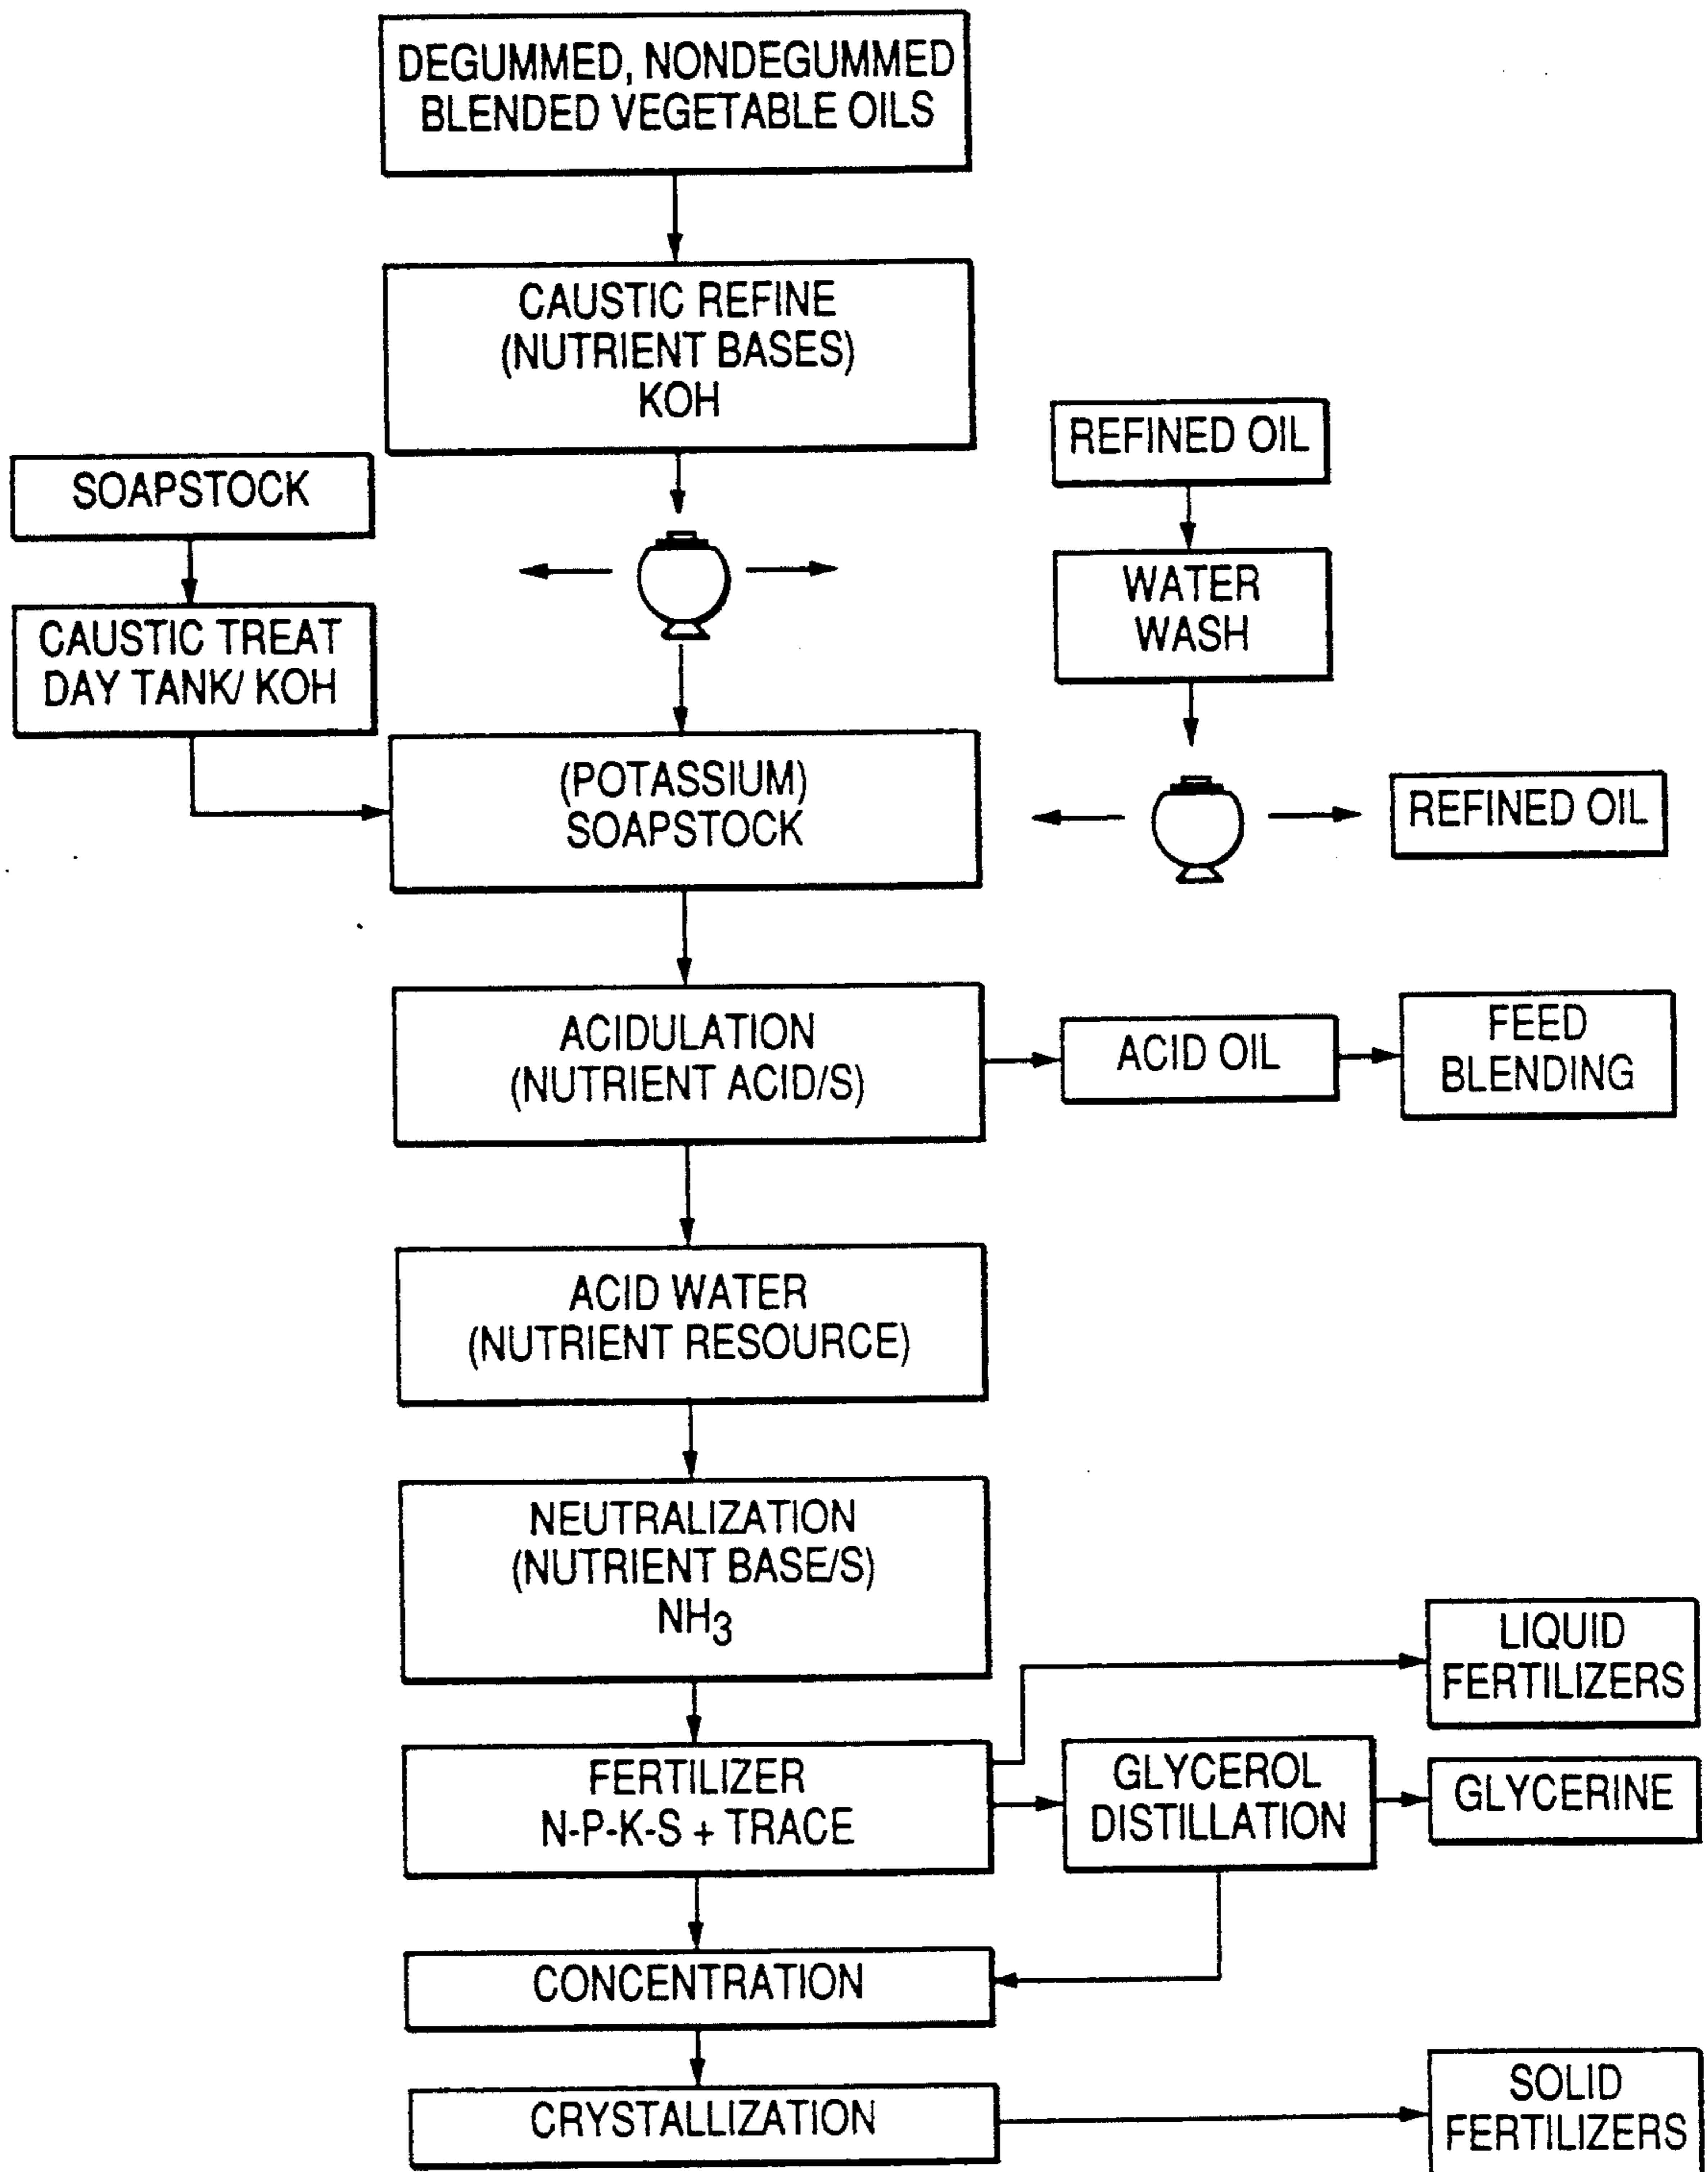 DEGUMMED, NONDEGUMMED
BLENDED VEGETABLE OILS
CAUSTIC REFINE
(NUTRIENT BASES)
KOH
REFINED OIL
SOAPSTOCK
WATER
WASH
CAUSTIC TREAT
DAY TANK/ KOH
(POTASSIUM)
SOAPSTOCK
REFINED OIL
ACIDULATION
(NUTRIENT ACID/S)
ACID OIL
FEED
BLENDING
ACID WATER
(NUTRIENT RESOURCE)
NEUTRALIZATION
(NUTRIENT BASE/S)
NH3
LIQUID
FERTILIZERS
FERTILIZER
N-P-K-S + TRACE
GLYCEROL
DISTILLATION
GLYCERINE
CONCENTRATION
CRYSTALLIZATION
SOLID
FERTILIZERS